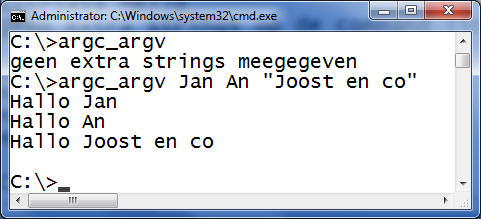 Administrator: C:\Windows\system32\cmd.exe
C:\>argc_argv
geen extra strings meegegeven
C:\>argc_argv Jan An "Joost en co"
Hallo Jan
Hallo An
Hallo Joost en co
C:\>